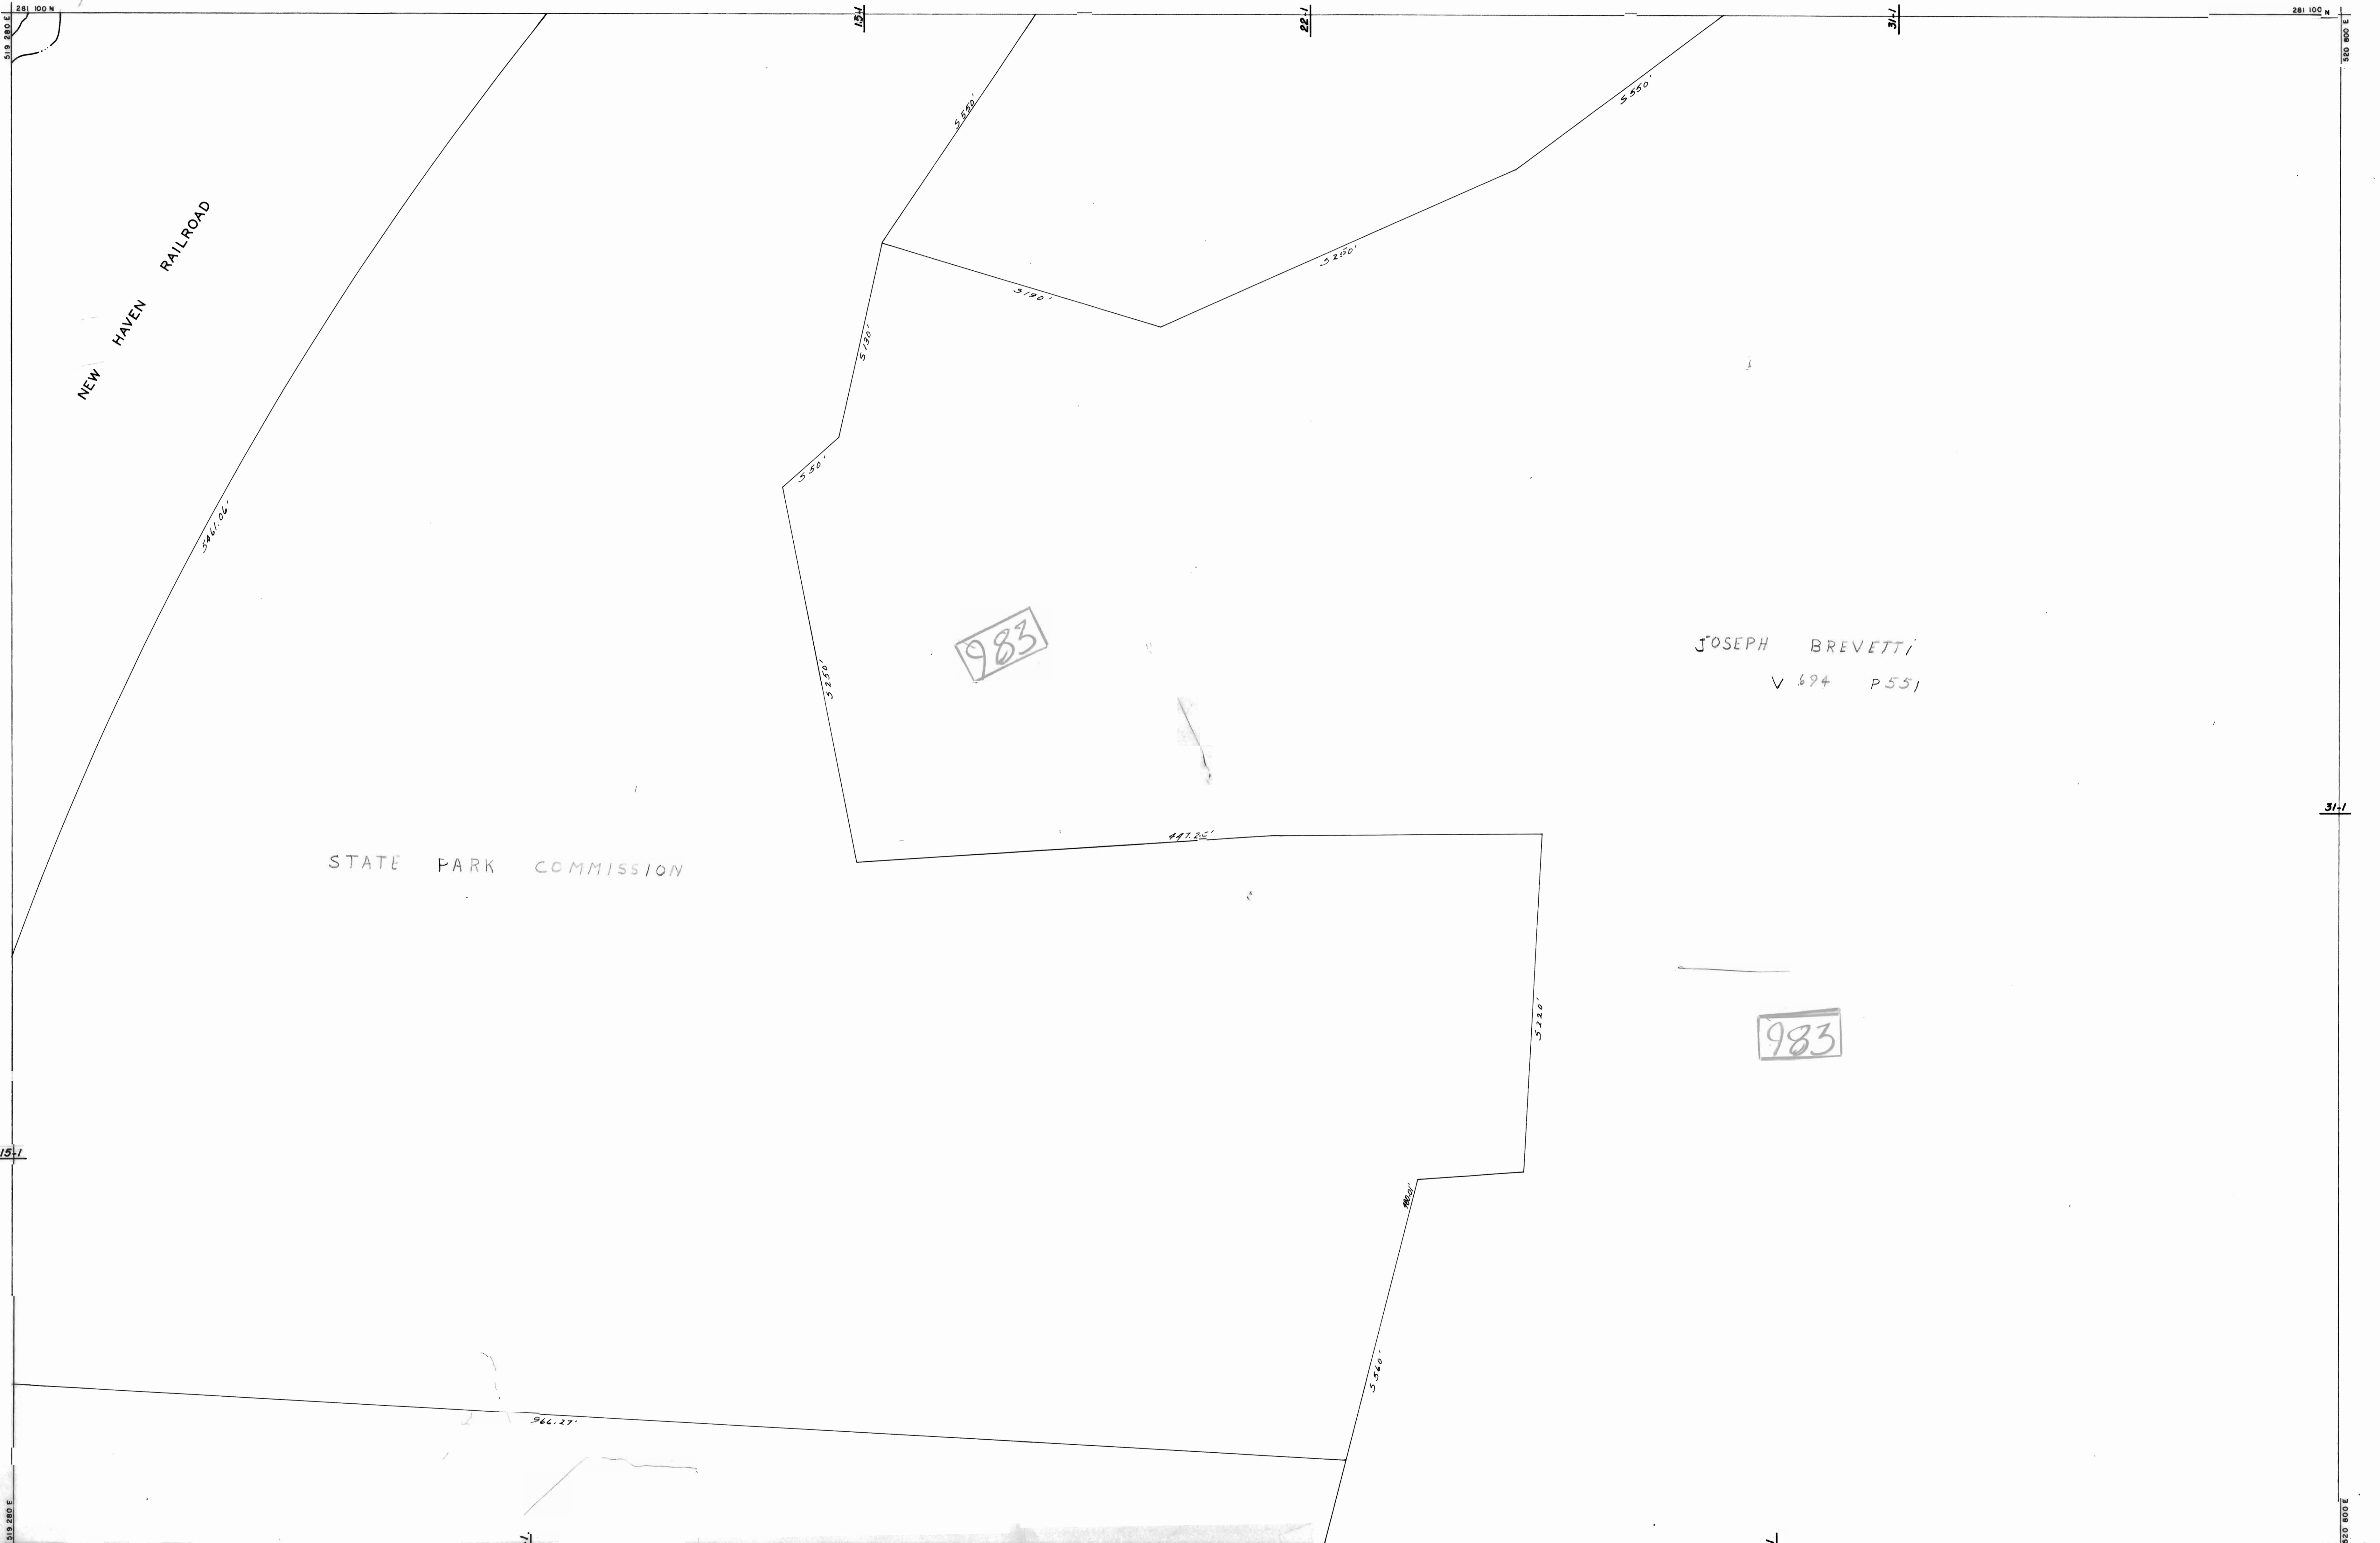 281 100 N
519 280 E
15-1
22-1
31-1
281 100 N
520 800 E
S 550'
S 550'
NEW HAVEN RAILROAD
S 250'
S 190'
S 130'
S 50'
S 461.06'
983
JOSEPH BREVETTI
V 694 P 551
S 250'
31-1
447.25'
STATE PARK COMMISSION
S 220'
983
15-1
S 560'
966.27'
519 280 E
520 800 E